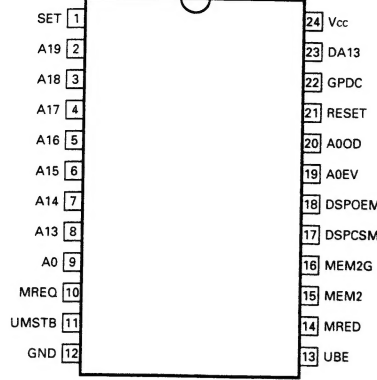 SET 1
A19 2
A18 3
A17 4
A16 5
A15 6
A14 7
A13 8
A0 9
MREQ 10
UMSTB 11
GND 12
24 Vcc
23 DA13
22 GPDC
21 RESET
20 A0OD
19 A0EV
18 DSPOEM
17 DSPCSM
16 MEM2G
15 MEM2
14 MRED
13 UBE